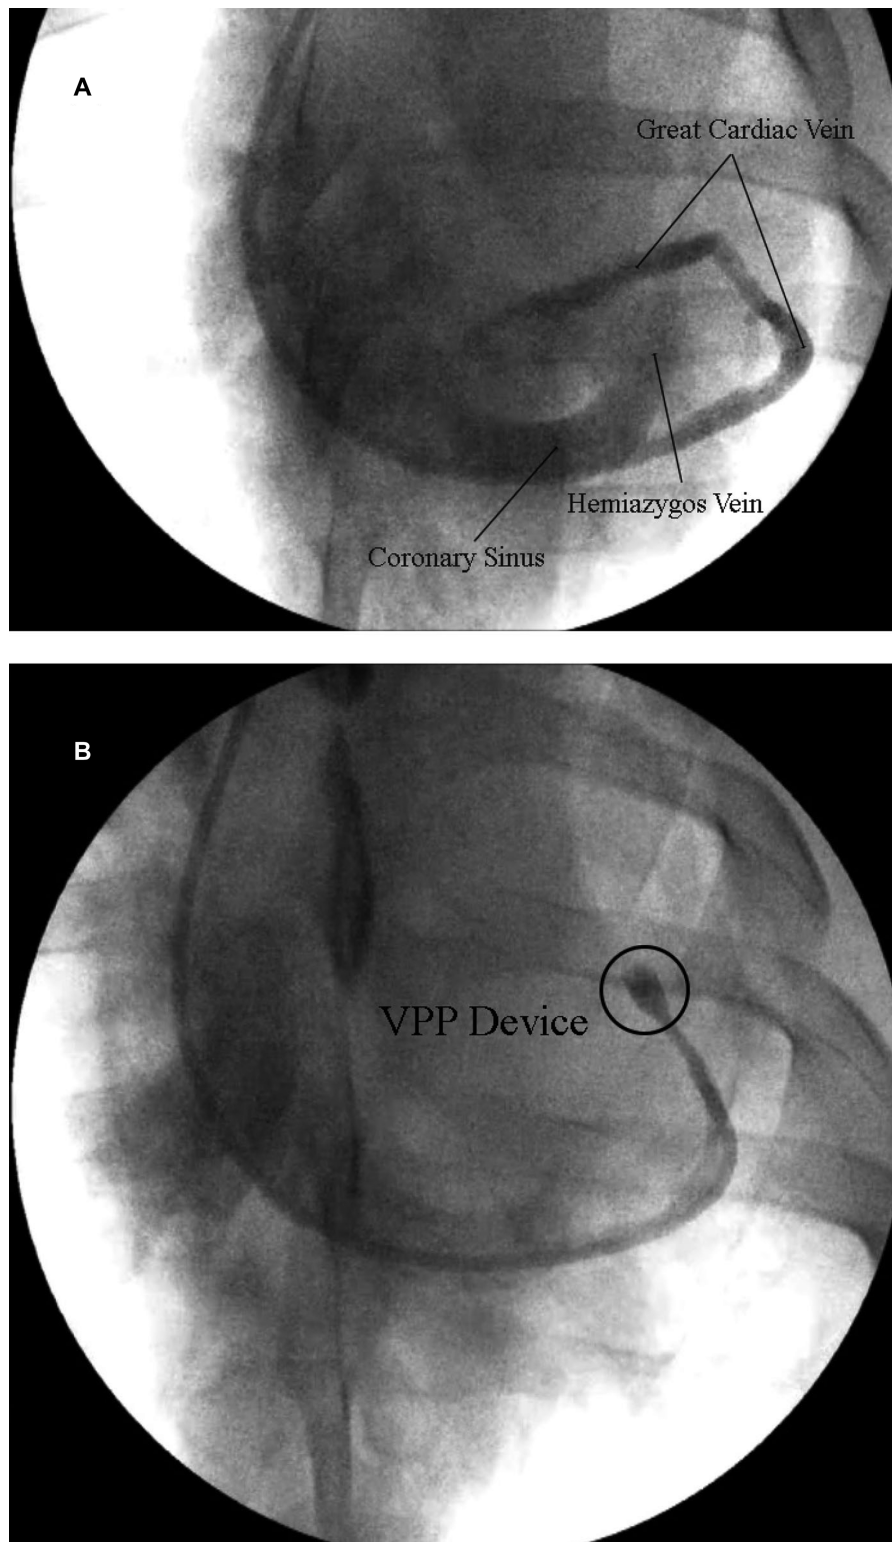 A
Great Cardiac Vein
Hemiazygos Vein
Coronary Sinus
B
VPP Device